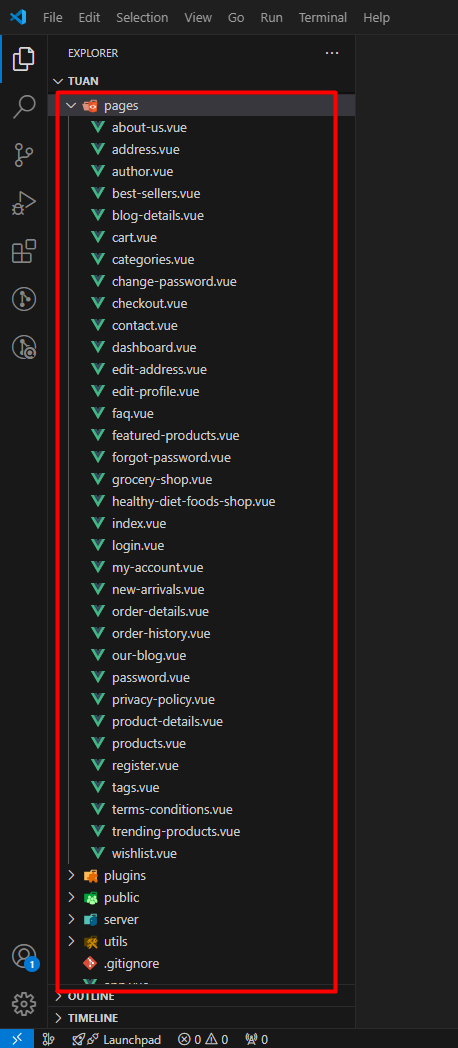 File Edit Selection View Go Run Terminal Help
EXPLORER
TUAN
pages
about-us.vue
address.vue
author.vue
best-sellers.vue
blog-details.vue
cart.vue
categories.vue
change-password.vue
checkout.vue
contact.vue
dashboard.vue
edit-address.vue
edit-profile.vue
faq.vue
featured-products.vue
forgot-password.vue
grocery-shop.vue
healthy-diet-foods-shop.vue
index.vue
login.vue
my-account.vue
new-arrivals.vue
order-details.vue
order-history.vue
our-blog.vue
password.vue
privacy-policy.vue
product-details.vue
products.vue
register.vue
tags.vue
terms-conditions.vue
trending-products.vue
wishlist.vue
plugins
public
server
utils
.gitignore
1
OUTLINE
TIMELINE
Launchpad 0 0 0